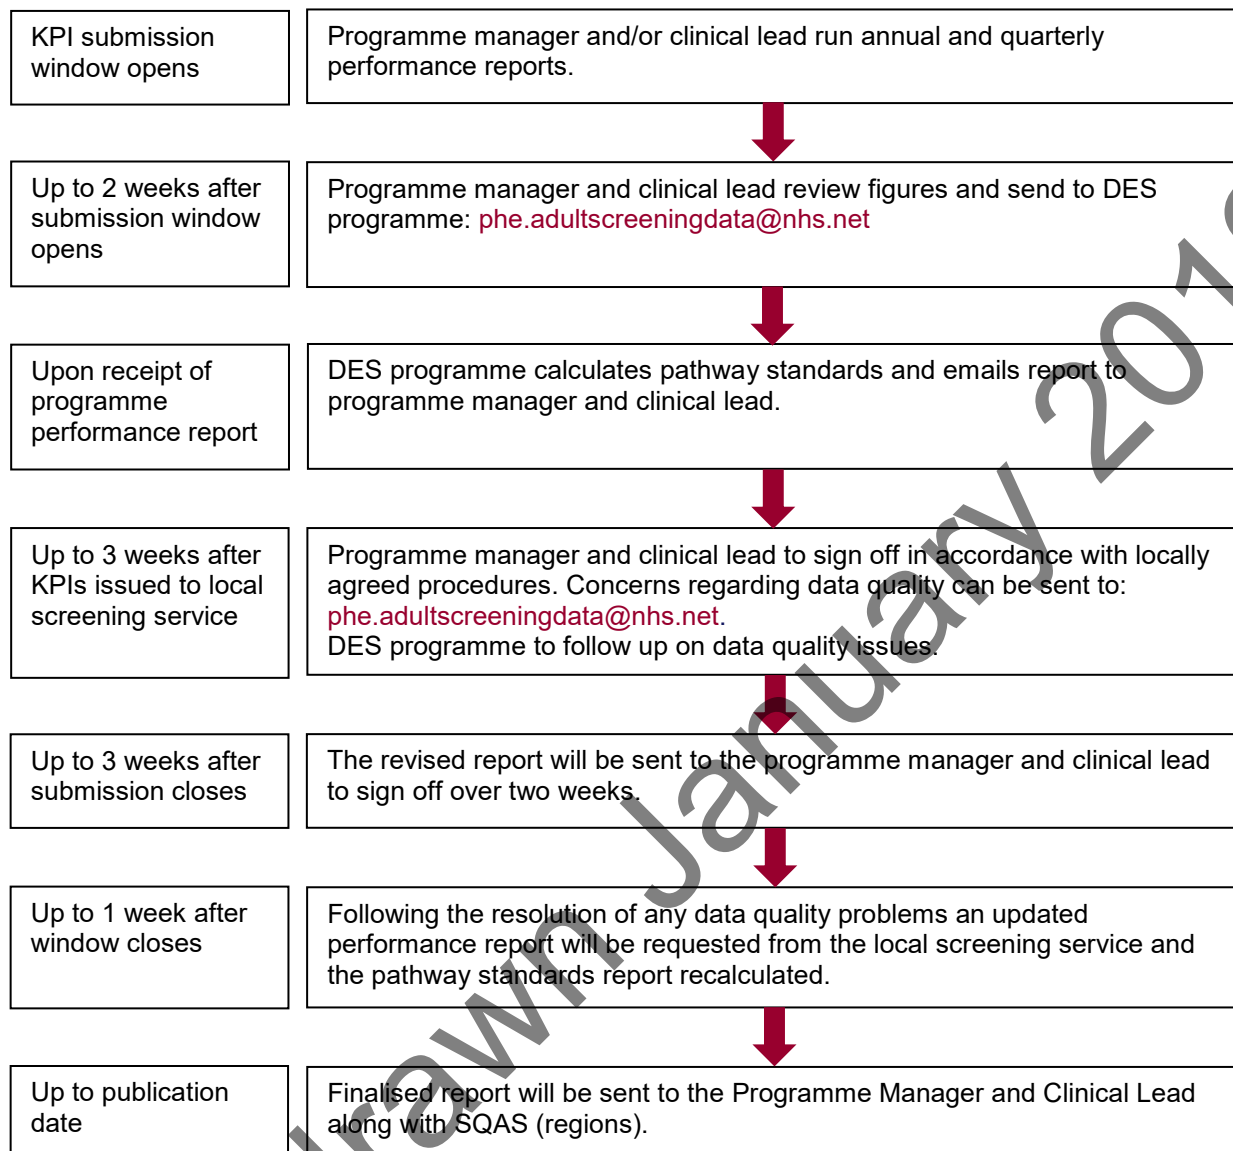 KPI submission
window opens
Programme manager and/or clinical lead run annual and quarterly
performance reports.
Up to 2 weeks after
submission window
opens
Programme manager and clinical lead review figures and send to DES
programme: phe.adultscreeningdata@nhs.net
Upon receipt of
programme
performance report
DES programme calculates pathway standards and emails report to
programme manager and clinical lead.
Up to 3 weeks after
KPIs issued to local
screening service
Programme manager and clinical lead to sign off in accordance with locally
agreed procedures. Concerns regarding data quality can be sent to:
phe.adultscreeningdata@nhs.net.
DES programme to follow up on data quality issues.
Up to 3 weeks after
submission closes
The revised report will be sent to the programme manager and clinical lead
to sign off over two weeks.
Up to 1 week after
window closes
Following the resolution of any data quality problems an updated
performance report will be requested from the local screening service and
the pathway standards report recalculated.
Up to publication
date
Finalised report will be sent to the Programme Manager and Clinical Lead
along with SQAS (regions).
drawn January 201